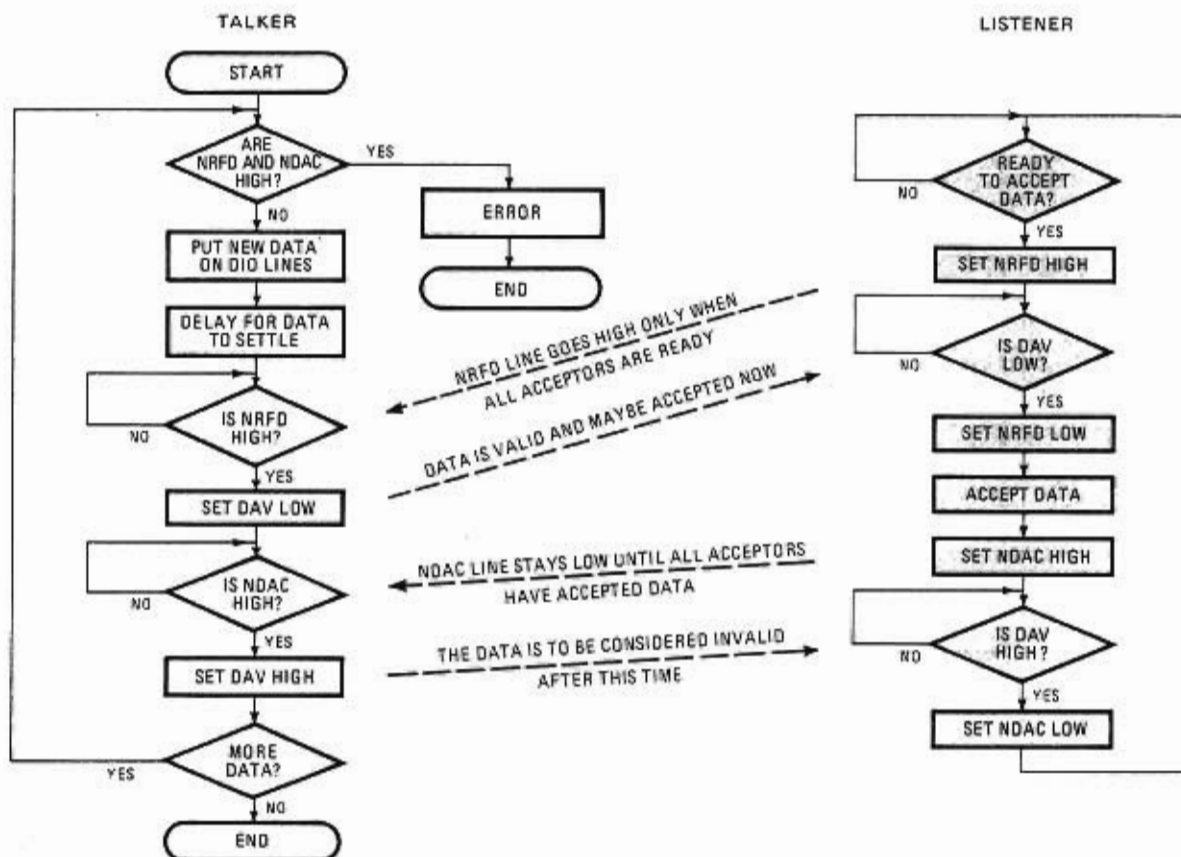 TALKER
START
ARE
NRFD AND NDAC
HIGH?
YES
NO
ERROR
END
PUT NEW DATA
ON DIO LINES
DELAY FOR DATA
TO SETTLE
IS NRFD
HIGH?
NO
YES
SET DAV LOW
IS NDAC
HIGH?
NO
YES
SET DAV HIGH
MORE
DATA?
YES
NO
END
NRFD LINE GOES HIGH ONLY WHEN
ALL ACCEPTORS ARE READY
DATA IS VALID AND MAYBE ACCEPTED NOW
NDAC LINE STAYS LOW UNTIL ALL ACCEPTORS
HAVE ACCEPTED DATA
THE DATA IS TO BE CONSIDERED INVALID
AFTER THIS TIME
LISTENER
READY
TO ACCEPT
DATA?
NO
YES
SET NRFD HIGH
IS DAV
LOW?
NO
YES
SET NRFD LOW
ACCEPT DATA
SET NDAC HIGH
IS DAV
HIGH?
NO
YES
SET NDAC LOW